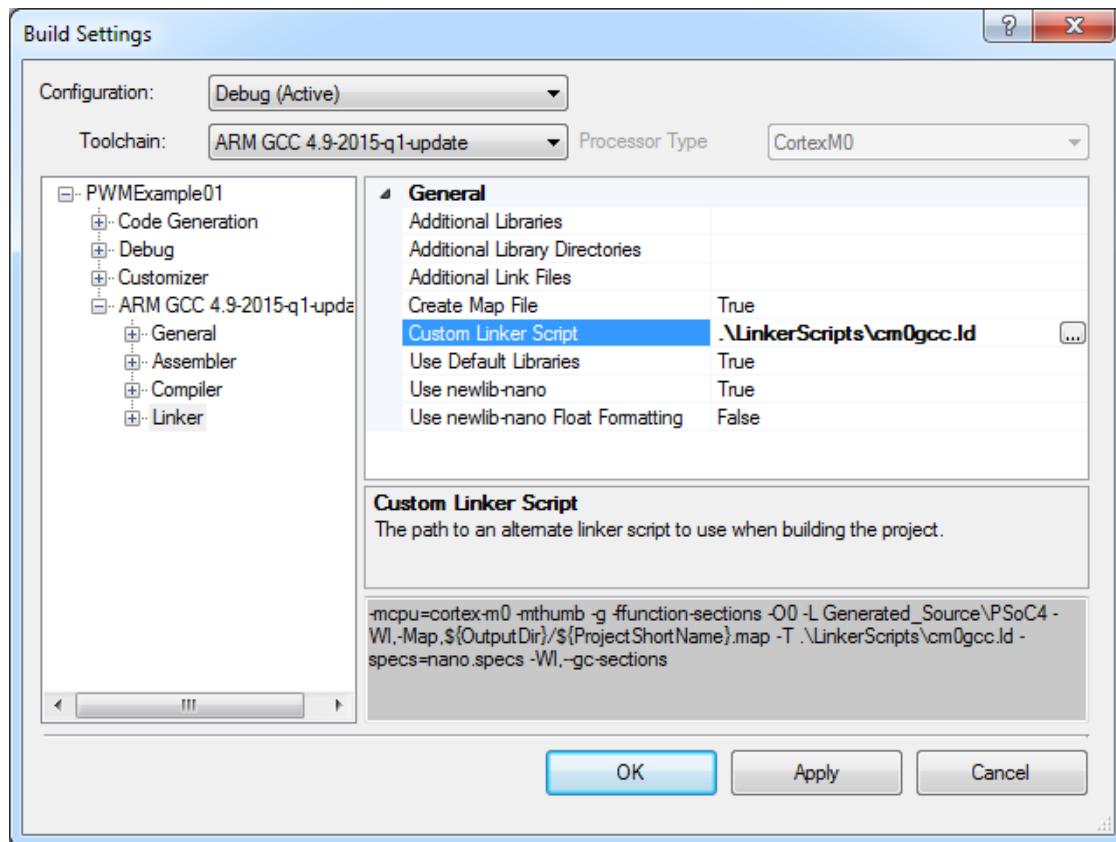 Build Settings
Configuration: Debug (Active)
Toolchain: ARM GCC 4.9-2015-q1-update Processor Type CortexM0
PWMExample01
Code Generation
Debug
Customizer
ARM GCC 4.9-2015-q1-upda
General
Assembler
Compiler
Linker
General
Additional Libraries
Additional Library Directories
Additional Link Files
Create Map File True
Custom Linker Script .\LinkerScripts\cm0gcc.ld ...
Use Default Libraries True
Use newlib-nano True
Use newlib-nano Float Formatting False
Custom Linker Script
The path to an alternate linker script to use when building the project.
-mcpu=cortex-m0 -mthumb -g -ffunction-sections -O0 -L Generated_Source\PSoC4 -
Wl,-Map,${OutputDir}/${ProjectShortName}.map -T .\LinkerScripts\cm0gcc.ld -
specs=nano.specs -Wl,--gc-sections
OK Apply Cancel